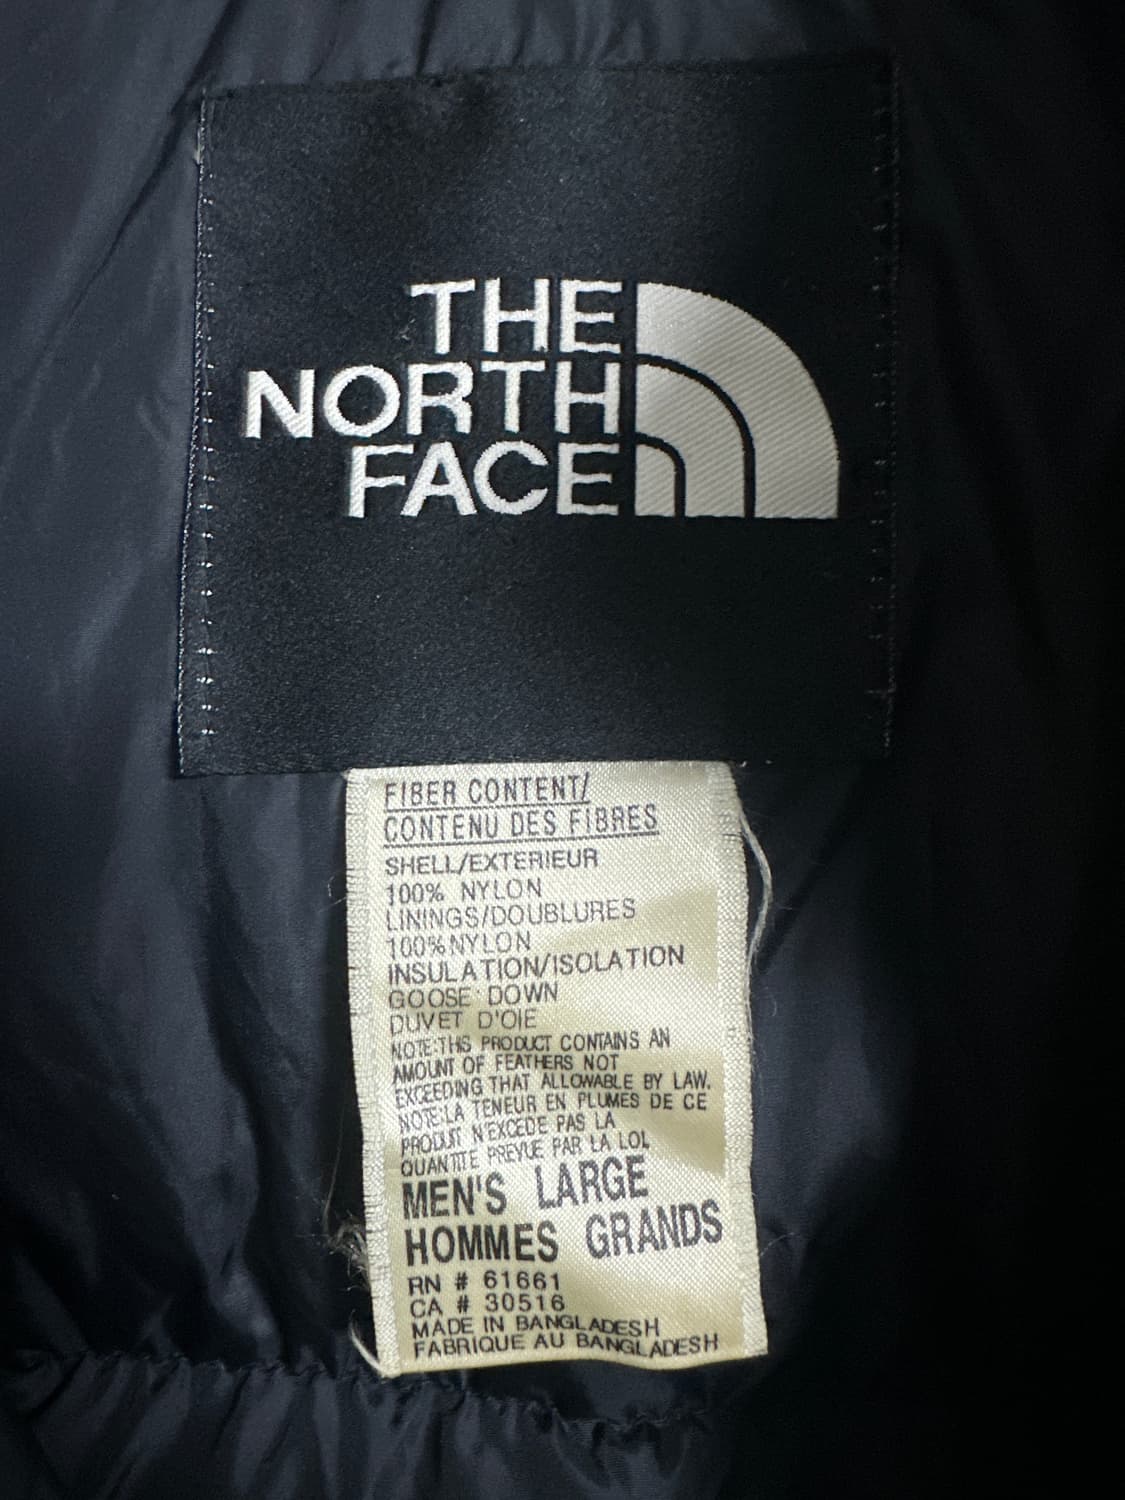 THE
NORTH
FACE
FIBER CONTENT/
CONTENU DES FIBRES
SHELL/EXTERIEUR
100% NYLON
LININGS/DOUBLURES
100%NYLON
INSULATION/ISOLATION
GOOSE DOWN
DUVET D'OIE
NOTE:THIS PRODUCT CONTAINS AN
AMOUNT OF FEATHERS NOT
EXCEEDING THAT ALLOWABLE BY LAW.
NOTE:LA TENEUR EN PLUMES DE CE
PRODUIT N'EXCEDE PAS LA
QUANTITE PREVUE PAR LA LOL
MEN'S LARGE
HOMMES GRANDS
RN # 61661
CA # 30516
MADE IN BANGLADESH
FABRIQUE AU BANGLADESH